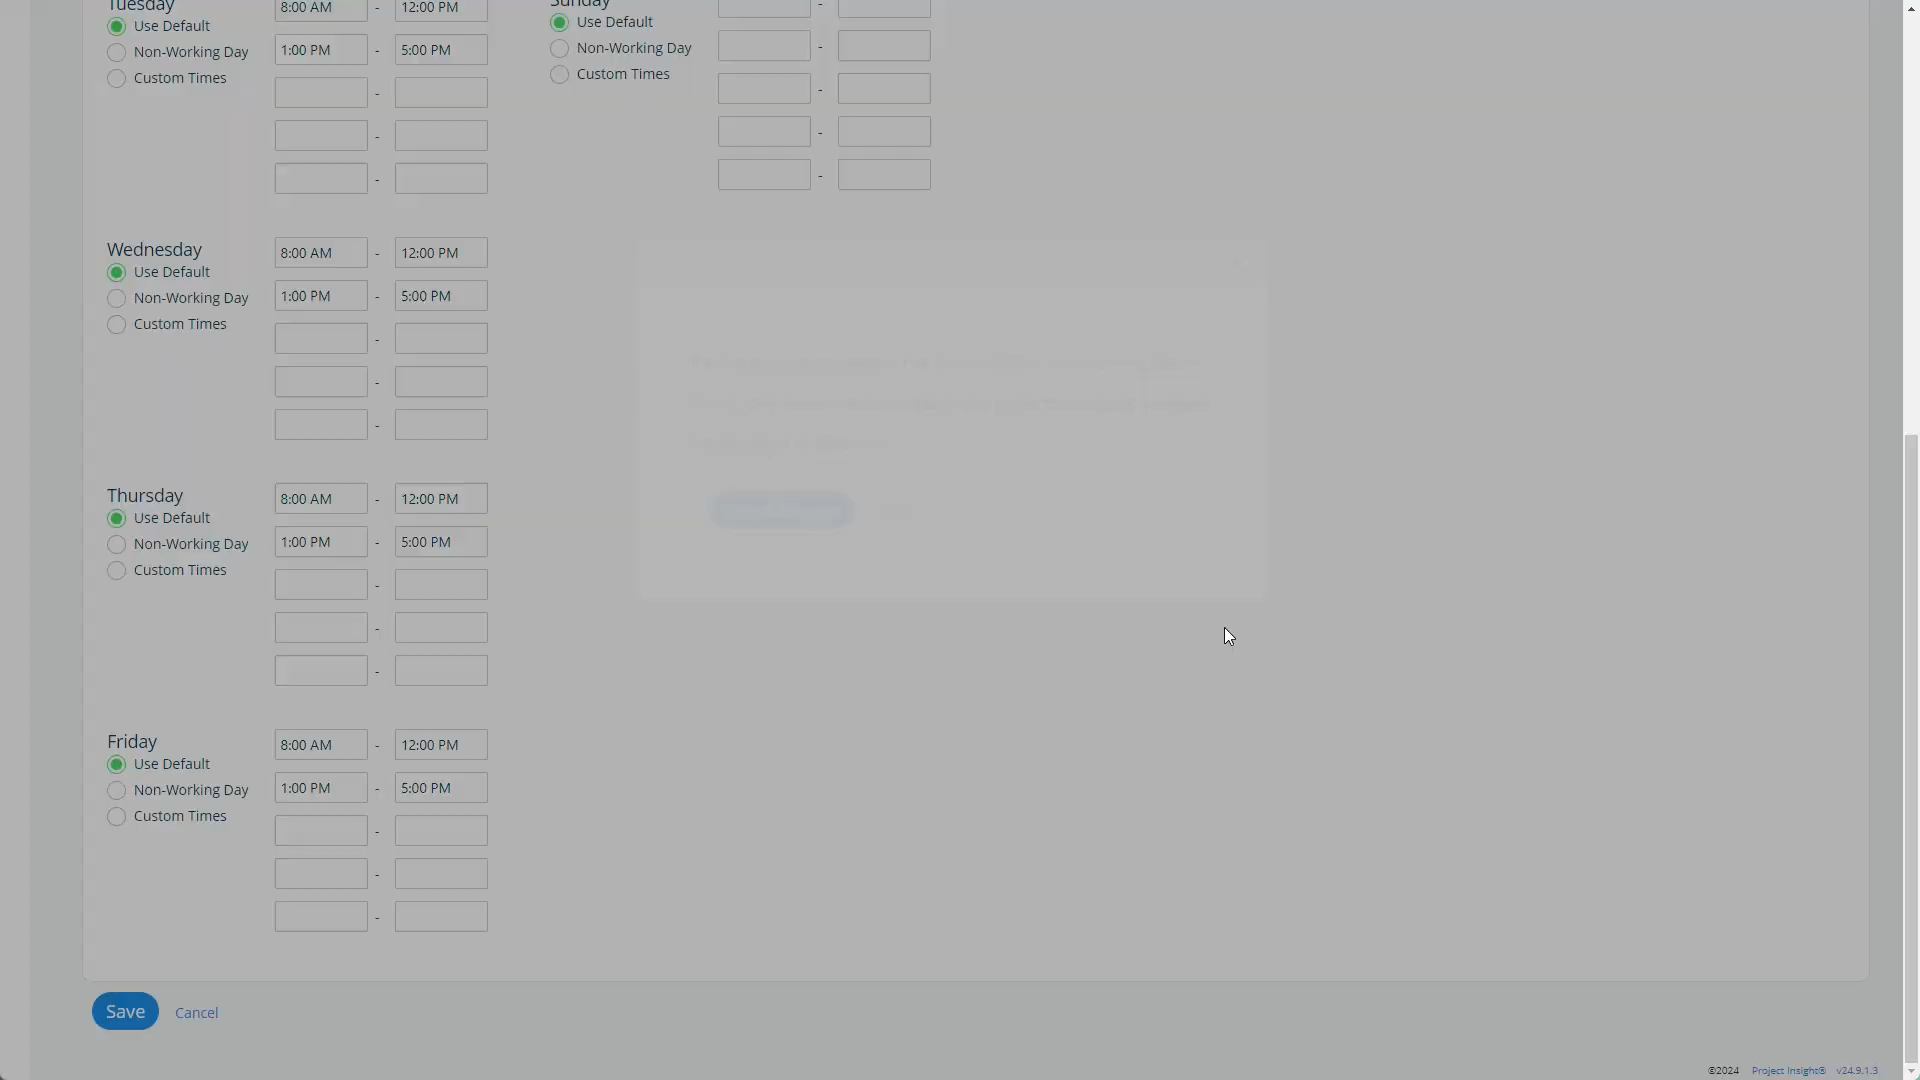 Tuesday
8:00 AM - 12:00 PM
Use Default
Non-Working Day
1:00 PM - 5:00 PM
Custom Times
-
-
-
Sunday
-
Use Default
Non-Working Day
-
Custom Times
-
-
-
Wednesday
8:00 AM - 12:00 PM
Use Default
Non-Working Day
1:00 PM - 5:00 PM
Custom Times
-
-
-
Thursday
8:00 AM - 12:00 PM
Use Default
Non-Working Day
1:00 PM - 5:00 PM
Custom Times
-
-
-
Friday
8:00 AM - 12:00 PM
Use Default
Non-Working Day
1:00 PM - 5:00 PM
Custom Times
-
-
-
Save Cancel
©2024 Project Insight® v24.9.1.3